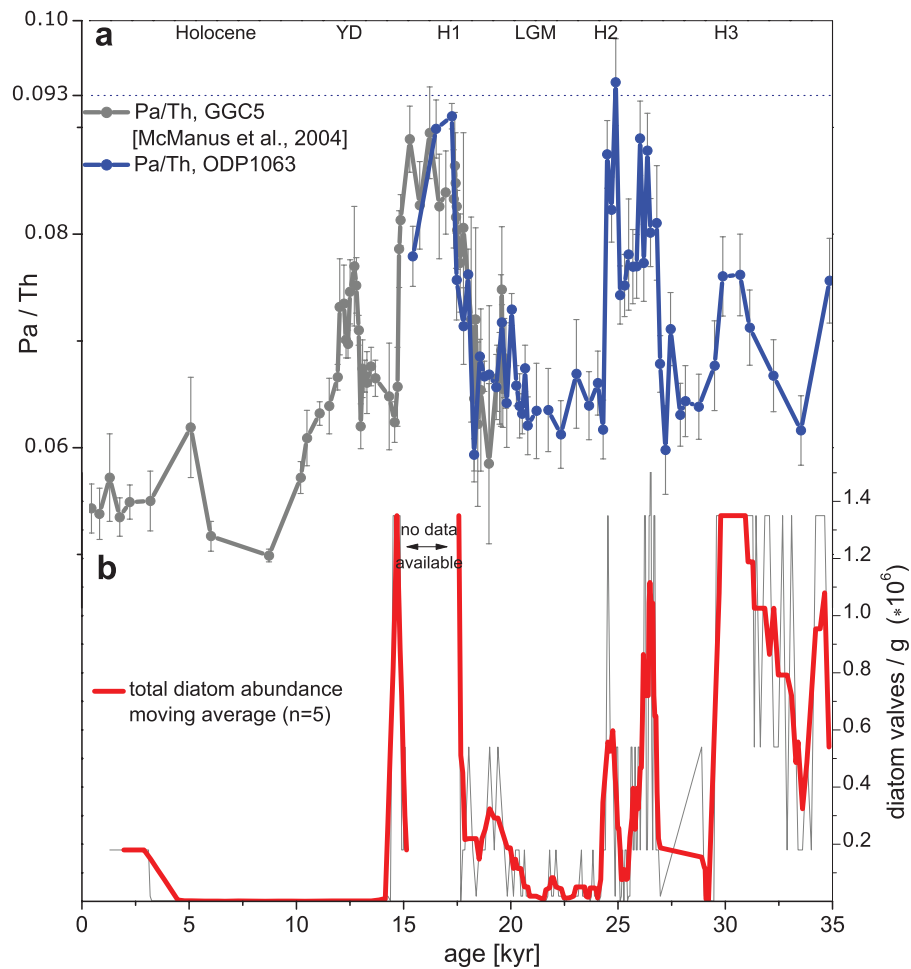 0.10
a
Holocene YD H1 LGM H2 H3
0.093
Pa/Th, GGC5
[McManus et al., 2004]
Pa/Th, ODP1063
0.08
Pa / Th
0.06
1.4
no data
available
b
1.2
1.0
total diatom abundance
moving average (n=5)
0.8
0.6
0.4
0.2
diatom valves / g (*10⁶)
0 5 10 15 20 25 30 35
age [kyr]